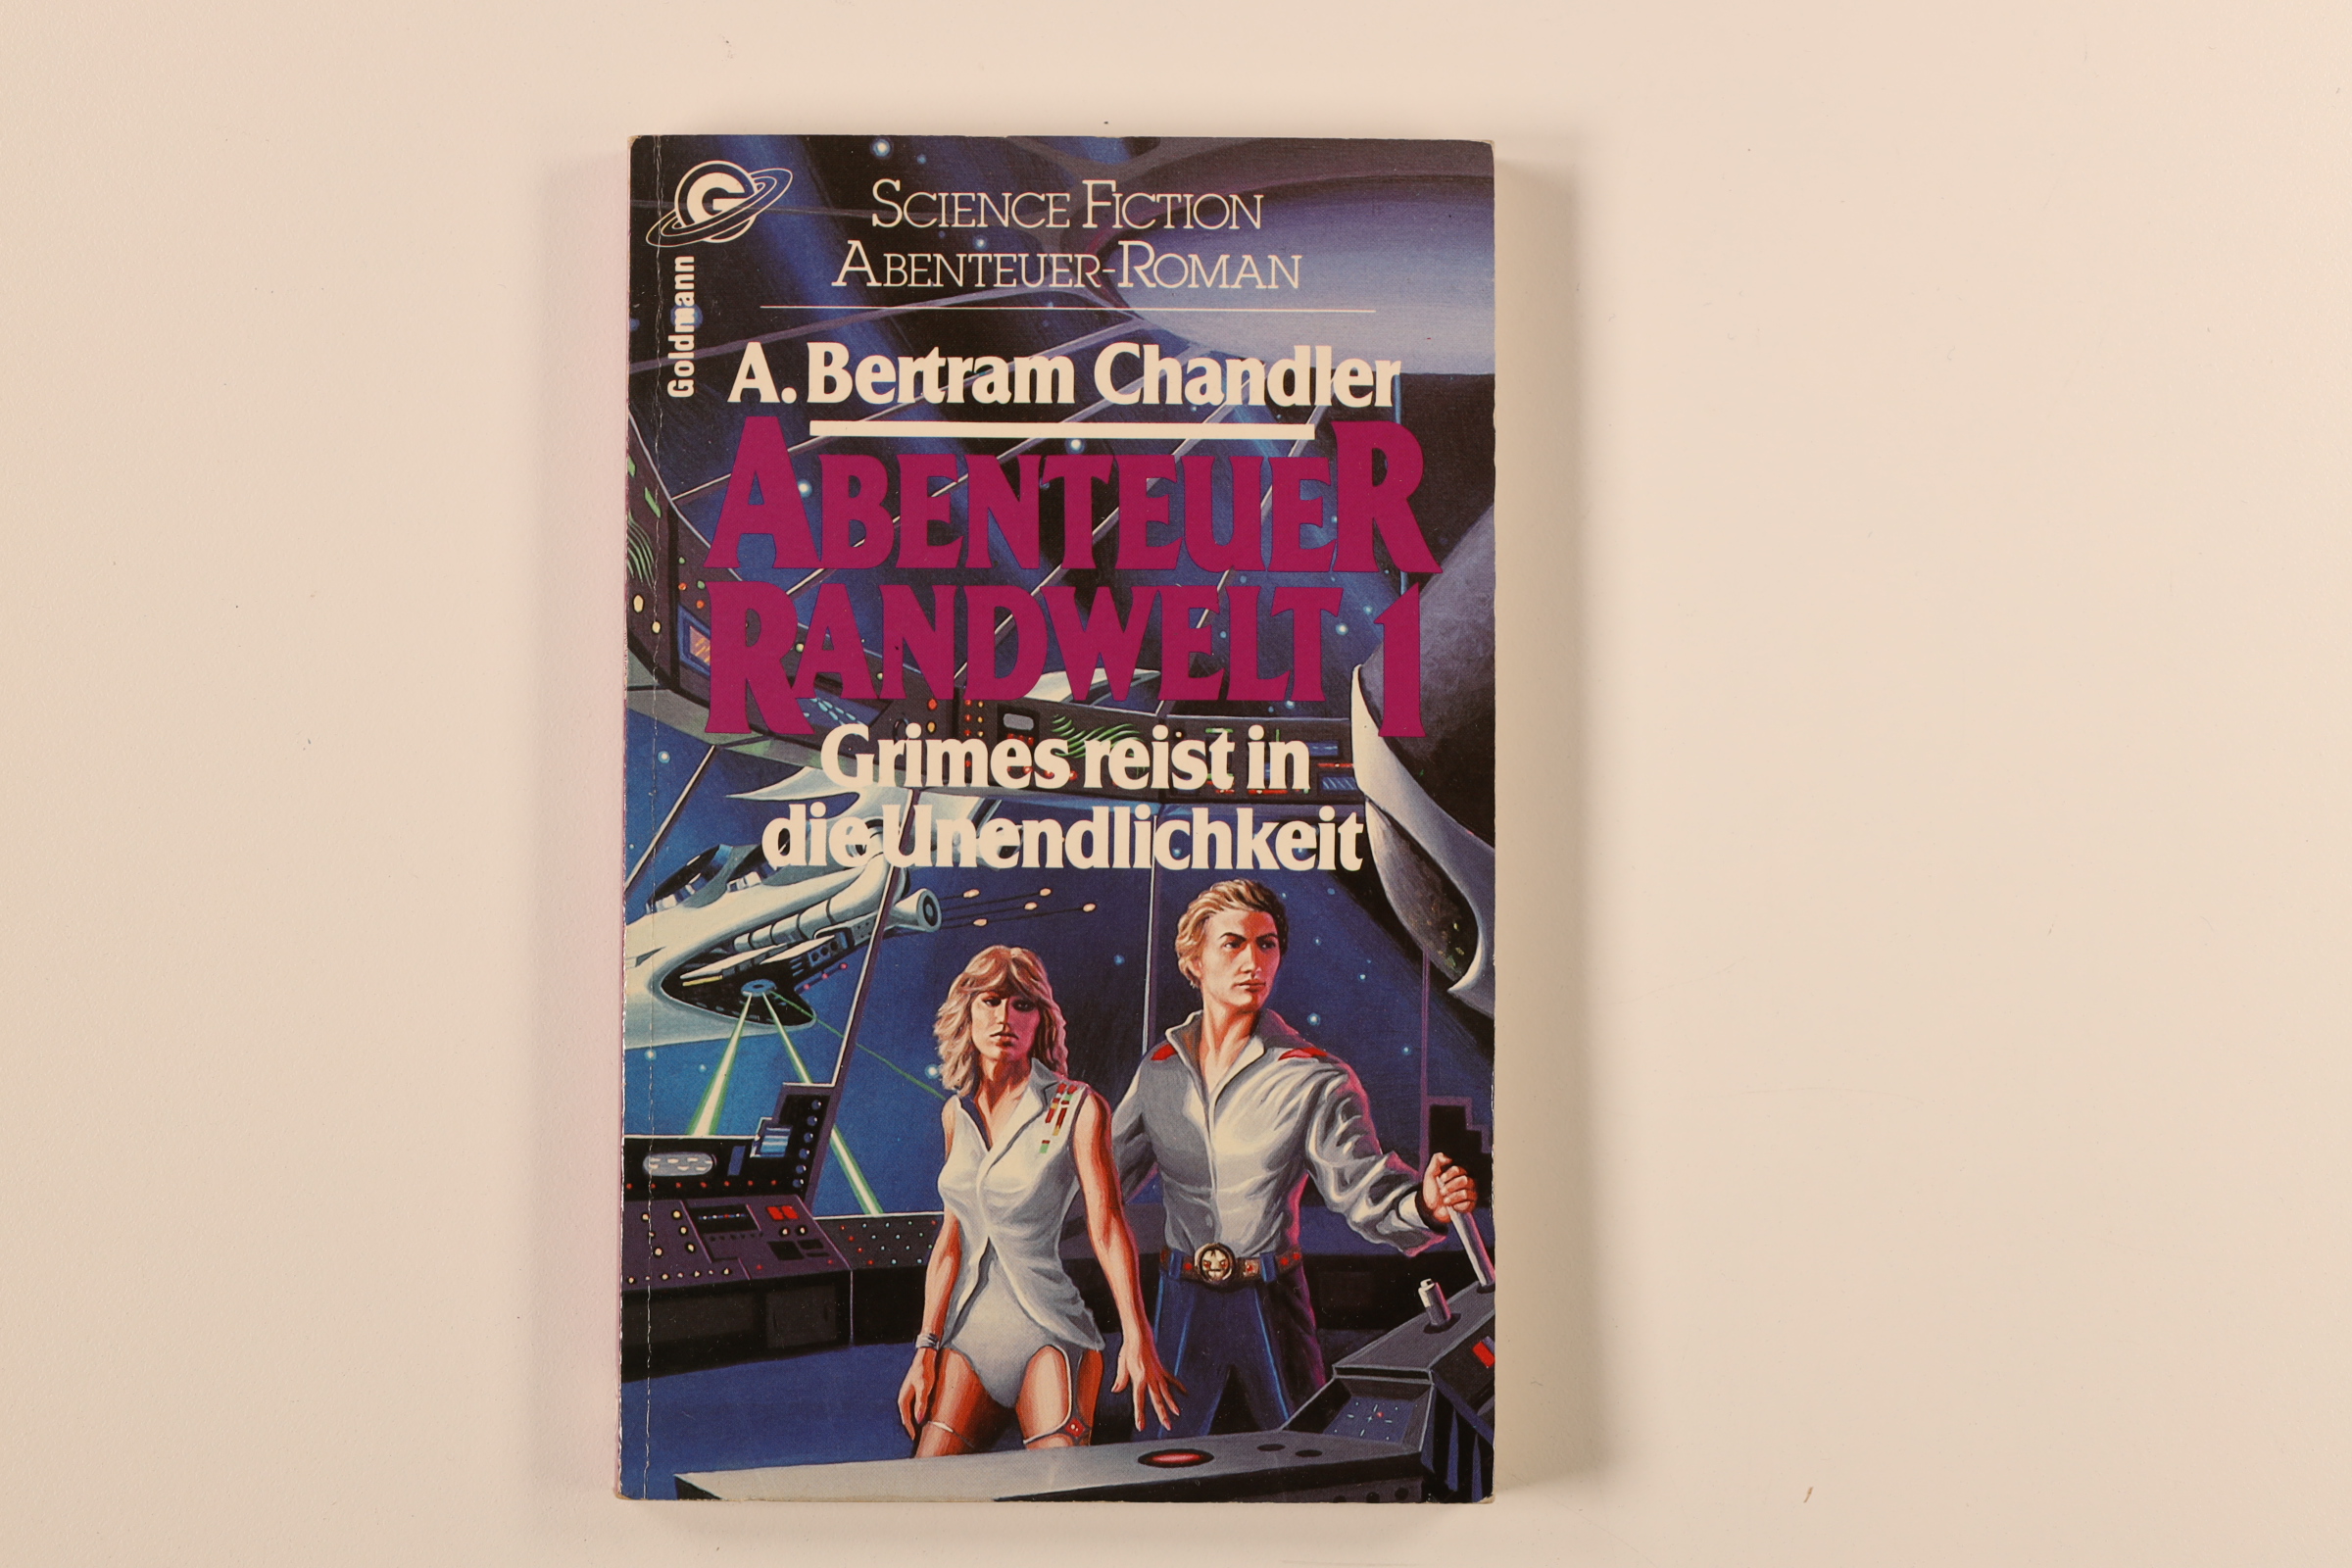 G
Goldmann
SCIENCE FICTION
ABENTEUER-ROMAN
A. Bertram Chandler
ABENTEUER
RANDWELT 1
Grimes reist in
die Unendlichkeit